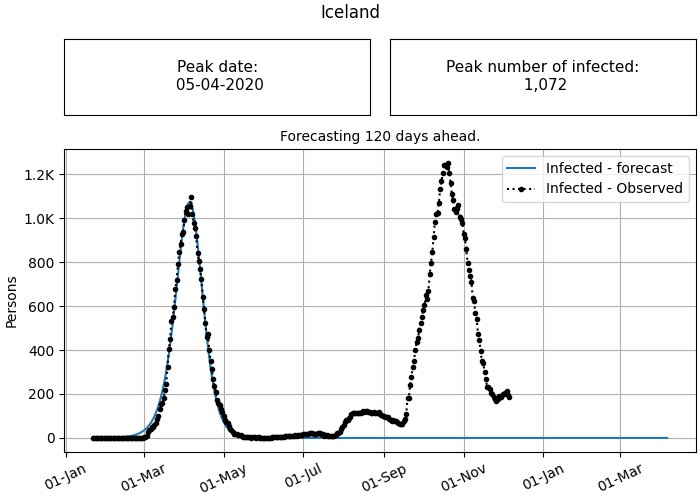 Iceland
Peak date:
05-04-2020
Peak number of infected:
1,072
Forecasting 120 days ahead.
Infected - forecast
Infected - Observed
Persons
1.2K
1.0K
800
600
400
200
0
01-Jan
01-Mar
01-May
01-Jul
01-Sep
01-Nov
01-Jan
01-Mar